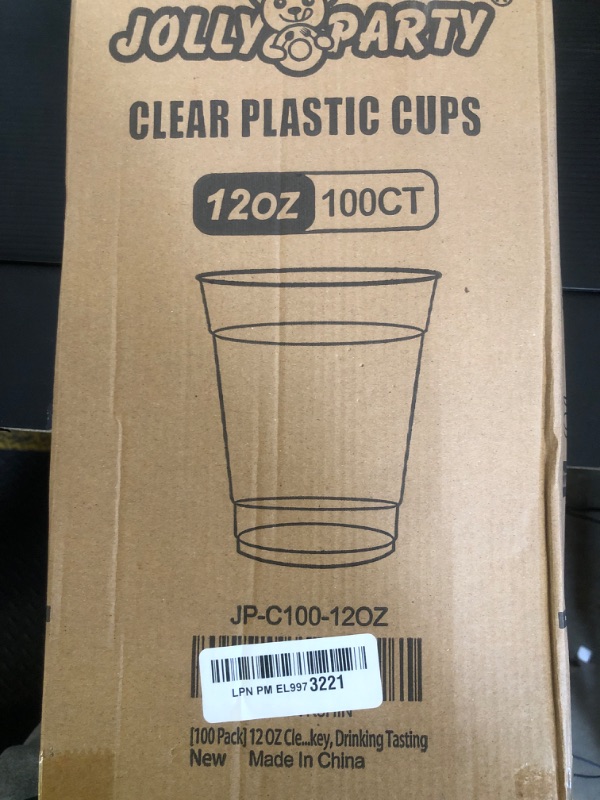 JOLLY PARTY
CLEAR PLASTIC CUPS
12OZ 100CT
JP-C100-12OZ
LPN PM EL997 3221
[100 Pack] 12 OZ Cle...key, Drinking Tasting
New Made In China